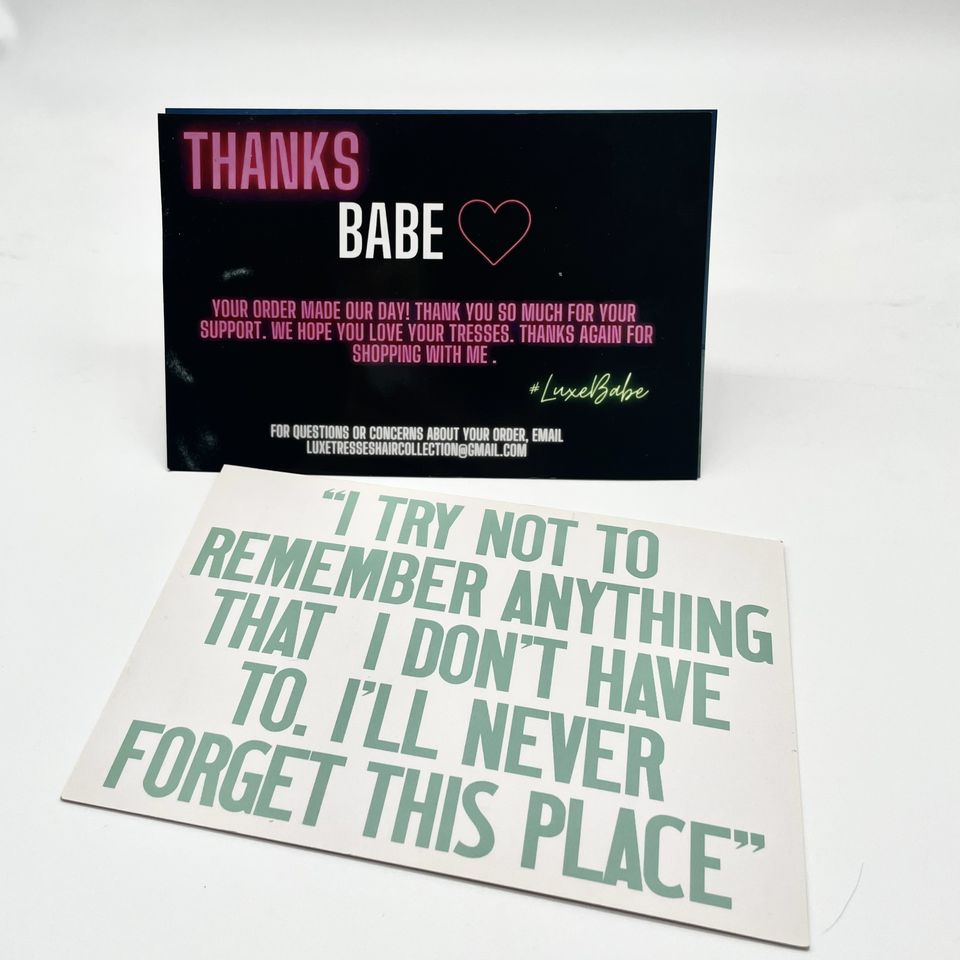 THANKS
BABE
YOUR ORDER MADE OUR DAY! THANK YOU SO MUCH FOR YOUR
SUPPORT. WE HOPE YOU LOVE YOUR TRESSES. THANKS AGAIN FOR
SHOPPING WITH ME .
#LuxeBabe
FOR QUESTIONS OR CONCERNS ABOUT YOUR ORDER, EMAIL
LUXETRESSESHAIRCOLLECTION@GMAIL.COM
“I TRY NOT TO
REMEMBER ANYTHING
THAT I DON’T HAVE
TO. I’LL NEVER
FORGET THIS PLACE”